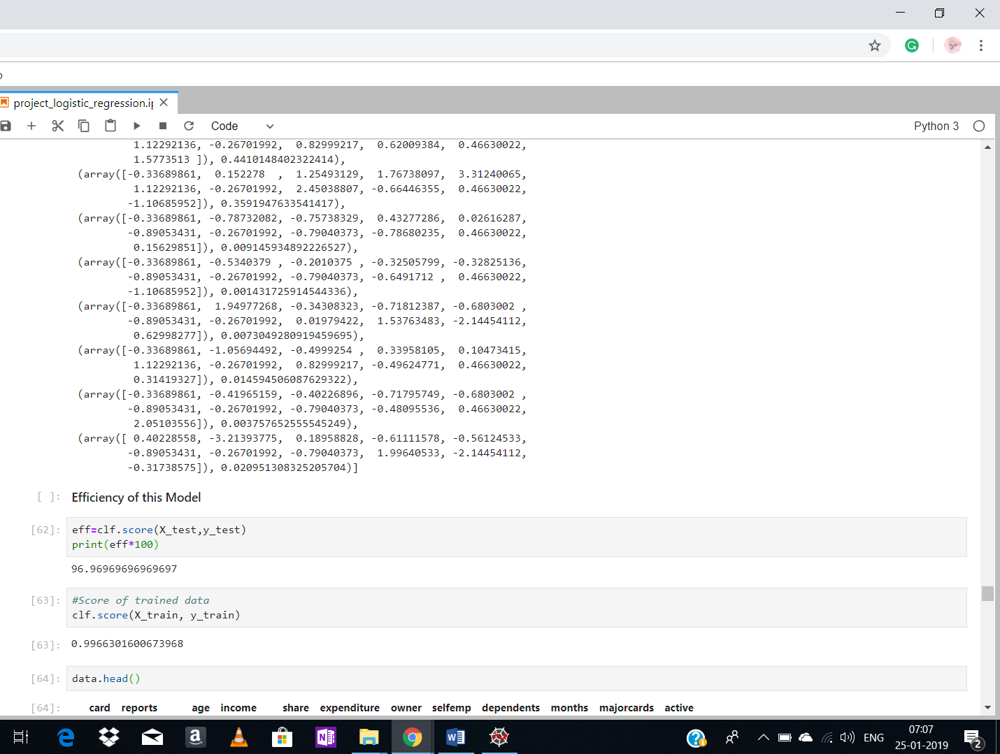 project_logistic_regression.ip
Code
Python 3
1.12292136, -0.26701992,  0.82999217,  0.62009384,  0.46630022,
1.5773513 ]), 0.4410148402322414),
(array([-0.33689861,  0.152278  ,  1.25493129,  1.76738097,  3.31240065,
1.12292136, -0.26701992,  2.45038807, -0.66446355,  0.46630022,
-1.10685952]), 0.3591947633541417),
(array([-0.33689861, -0.78732082, -0.75738329,  0.43277286,  0.02616287,
-0.89053431, -0.26701992, -0.79040373, -0.78680235,  0.46630022,
0.15629851]), 0.009145934892226527),
(array([-0.33689861, -0.5340379 , -0.2010375 , -0.32505799, -0.32825136,
-0.89053431, -0.26701992, -0.79040373, -0.6491712 ,  0.46630022,
-1.10685952]), 0.001431725914544336),
(array([-0.33689861,  1.94977268, -0.34308323, -0.71812387, -0.6803002 ,
-0.89053431, -0.26701992,  0.01979422,  1.53763483, -2.14454112,
0.62998277]), 0.0073049280919459695),
(array([-0.33689861, -1.05694492, -0.4999254 ,  0.33958105,  0.10473415,
1.12292136, -0.26701992,  0.82999217, -0.49624771,  0.46630022,
0.31419327]), 0.014594506087629322),
(array([-0.33689861, -0.41965159, -0.40226896, -0.71795749, -0.6803002 ,
-0.89053431, -0.26701992, -0.79040373, -0.48095536,  0.46630022,
2.05103556]), 0.003757652555545249),
(array([ 0.40228558, -3.21393775,  0.18958828, -0.61111578, -0.56124533,
-0.89053431, -0.26701992, -0.79040373,  1.99640533, -2.14454112,
-0.31738575]), 0.020951308325205704)]
[ ]: Efficiency of this Model
[62]: eff=clf.score(X_test,y_test)
print(eff*100)
96.96969696969697
[63]: #Score of trained data
clf.score(X_train, y_train)
[63]: 0.9966301600673968
[64]: data.head()
[64]: card reports age income share expenditure owner selfemp dependents months majorcards active
ENG
07:07
25-01-2019
2